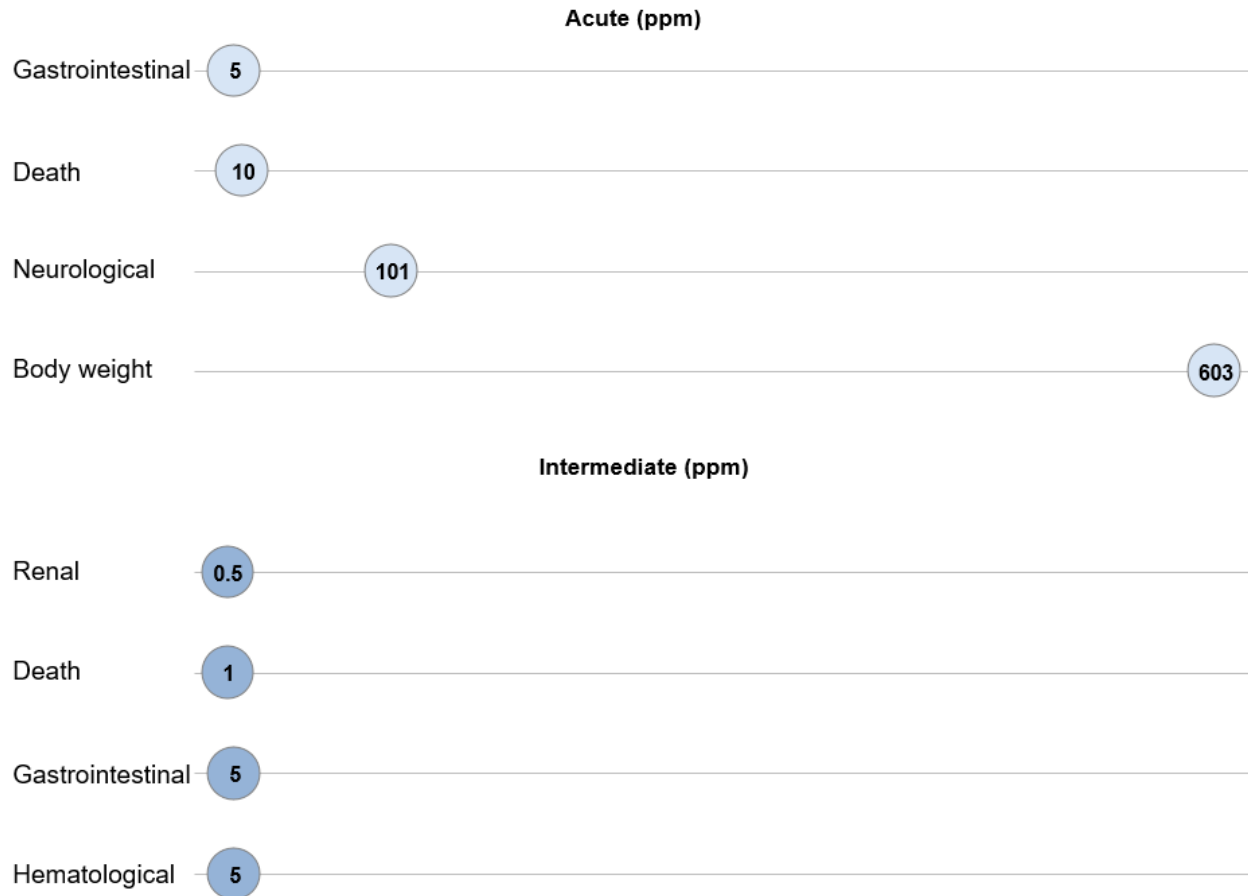 Acute (ppm)
Gastrointestinal 5
Death 10
Neurological 101
Body weight 603
Intermediate (ppm)
Renal 0.5
Death 1
Gastrointestinal 5
Hematological 5